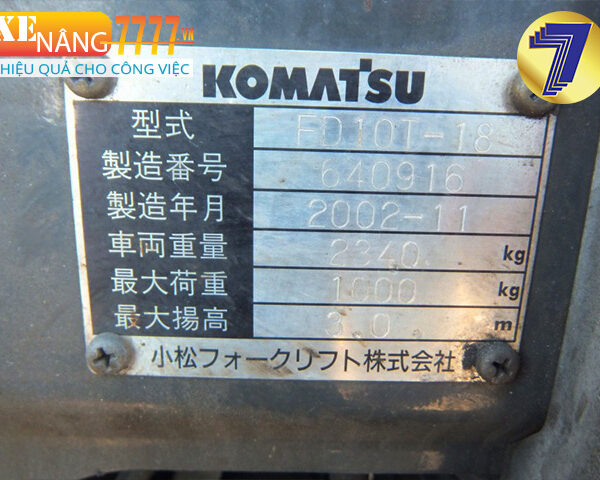 XE
NÂNG7777.VN
HIỆU QUẢ CHO CÔNG VIỆC
7
KOMATSU
型式 FD10T-18
製造番号 640916
製造年月 2002-11
車両重量 2340. kg
最大荷重 1000 kg
最大揚高 3.0 m
小松フォークリフト株式会社